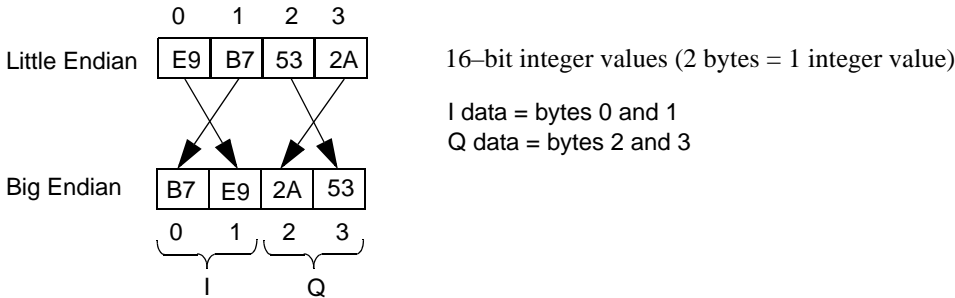 0 1 2 3
Little Endian E9 B7 53 2A
16–bit integer values (2 bytes = 1 integer value)
I data = bytes 0 and 1
Q data = bytes 2 and 3
Big Endian B7 E9 2A 53
0 1 2 3
I Q